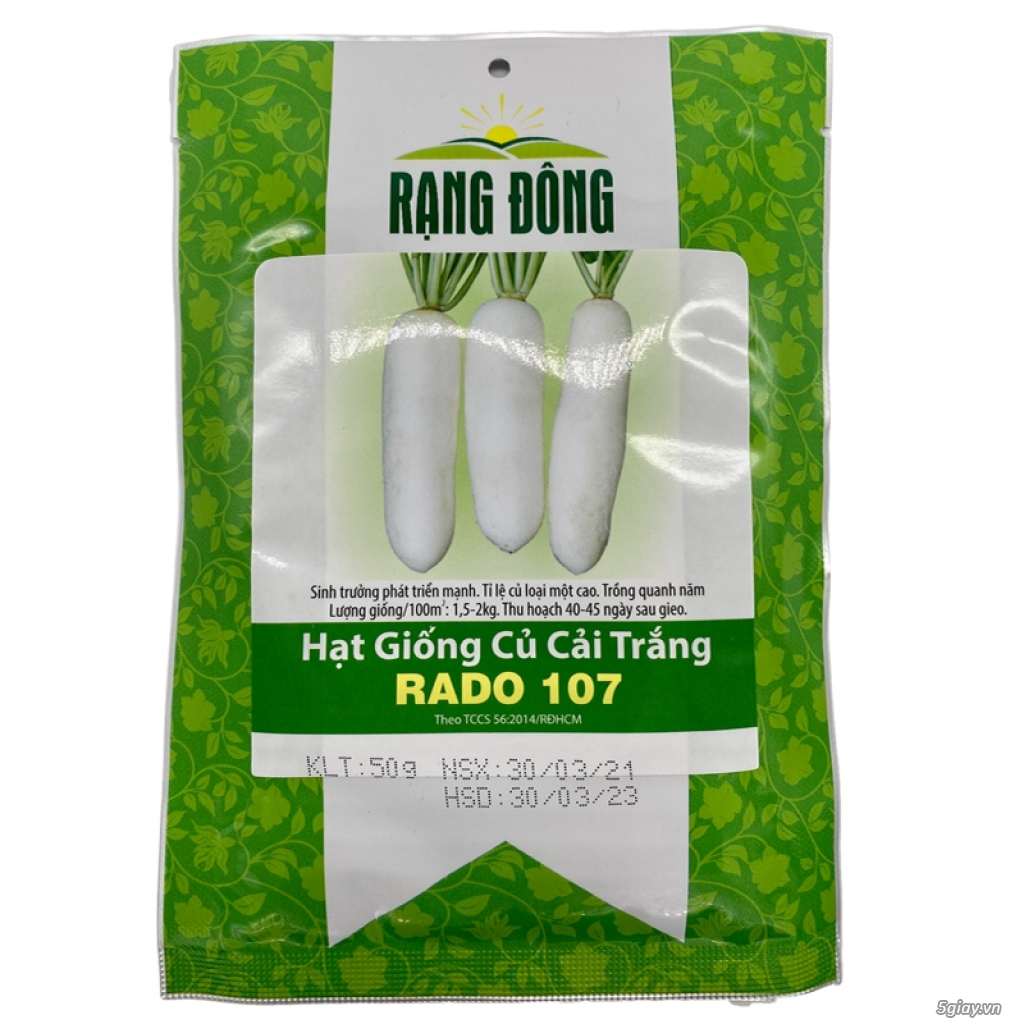 RẠNG ĐÔNG
Sinh trưởng phát triển mạnh. Tỉ lệ củ loại một cao. Trồng quanh năm
Lượng giống/100m²: 1,5-2kg. Thu hoạch 40-45 ngày sau gieo.
Hạt Giống Củ Cải Trắng
RADO 107
Theo TCCS 56:2014/RĐHCM
KLT:50g NSX:30/03/21
HSD:30/03/23
5giay.vn